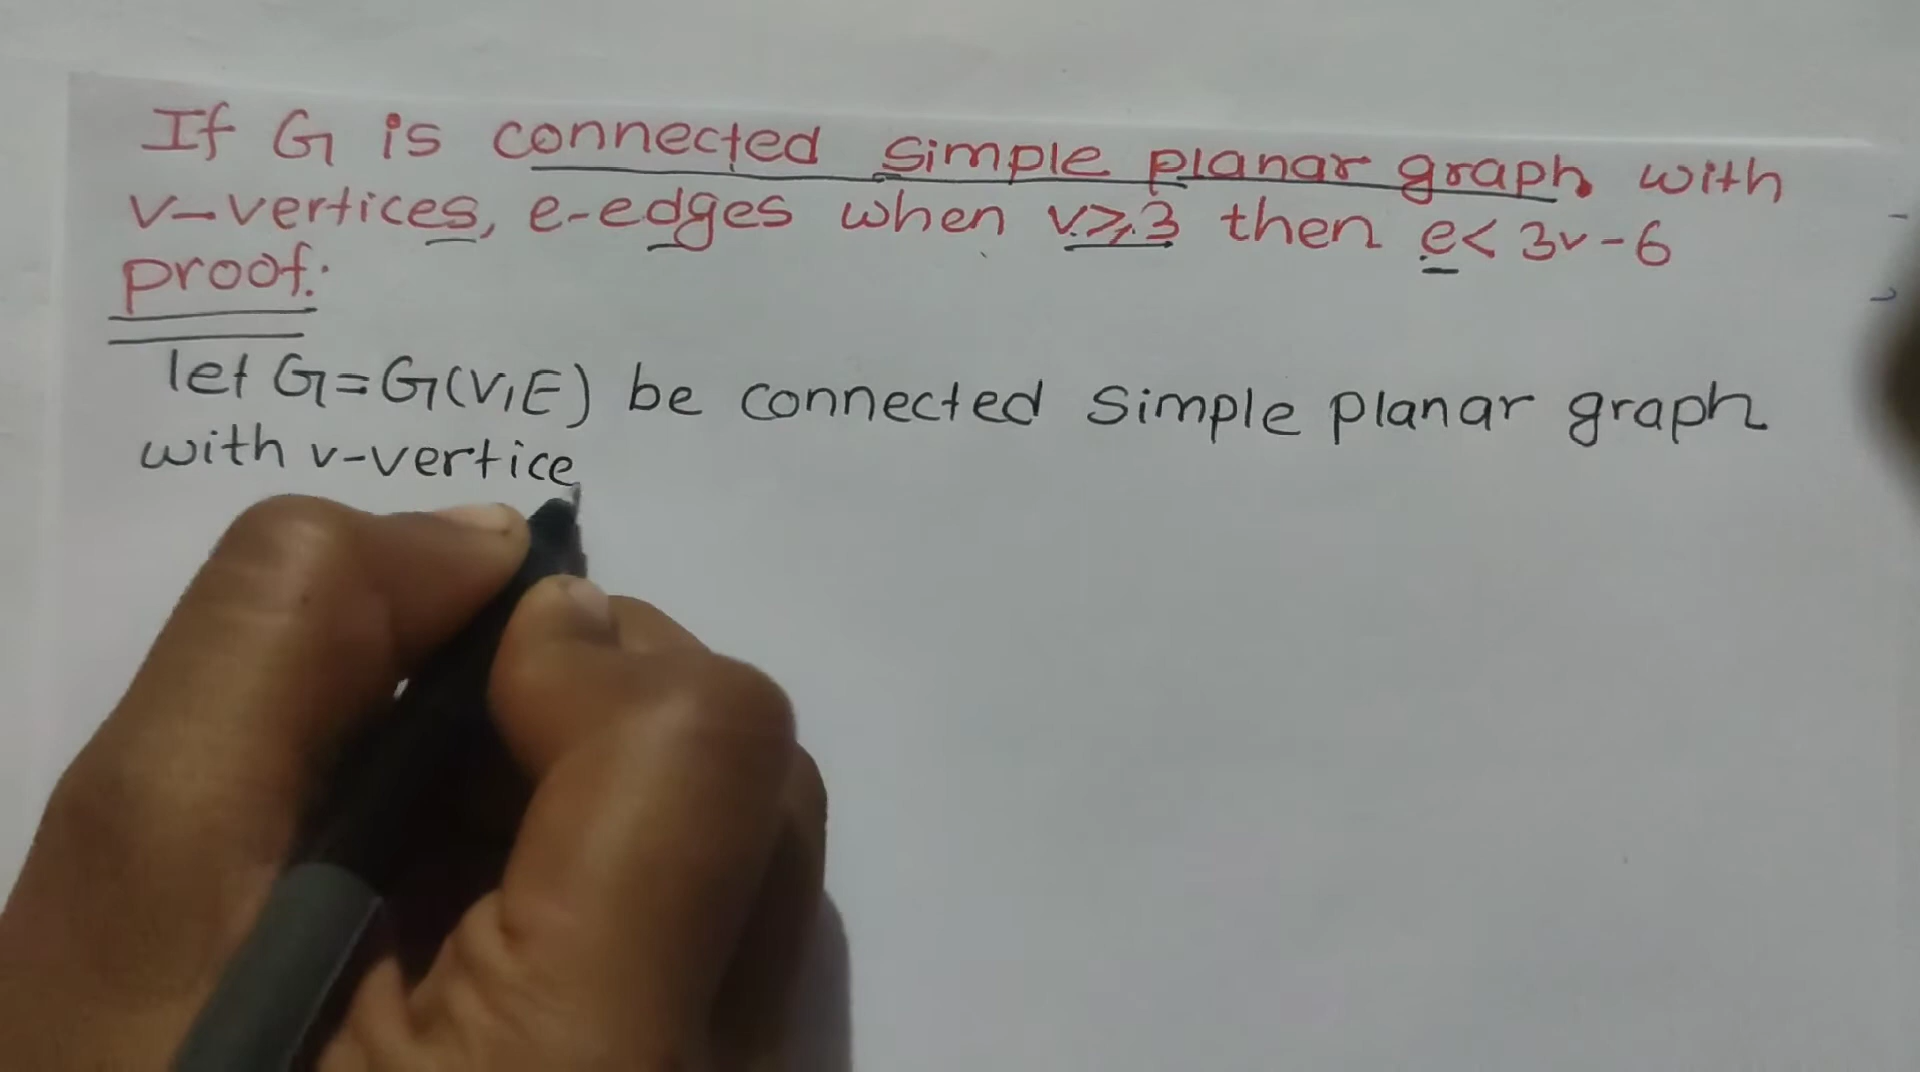 If G is connected simple planar graph with
v-vertices, e-edges when v≥3 then e< 3v-6
proof:
let G=G(V,E) be connected simple planar graph
with v-vertice